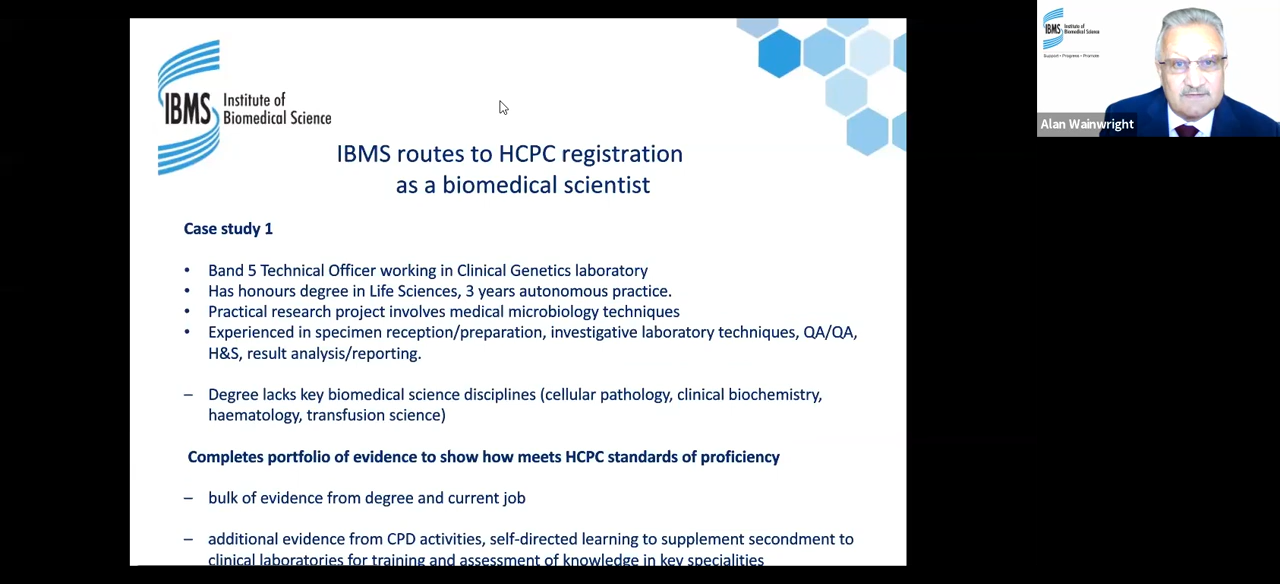 IBMS
Institute of
Biomedical Science
IBMS routes to HCPC registration
as a biomedical scientist
Case study 1
• Band 5 Technical Officer working in Clinical Genetics laboratory
• Has honours degree in Life Sciences, 3 years autonomous practice.
• Practical research project involves medical microbiology techniques
• Experienced in specimen reception/preparation, investigative laboratory techniques, QA/QA,
H&S, result analysis/reporting.
– Degree lacks key biomedical science disciplines (cellular pathology, clinical biochemistry,
haematology, transfusion science)
Completes portfolio of evidence to show how meets HCPC standards of proficiency
– bulk of evidence from degree and current job
– additional evidence from CPD activities, self-directed learning to supplement secondment to
clinical laboratories for training and assessment of knowledge in key specialities
IBMS
Institute of
Biomedical Science
Support • Progress • Promote
Alan Wainwright